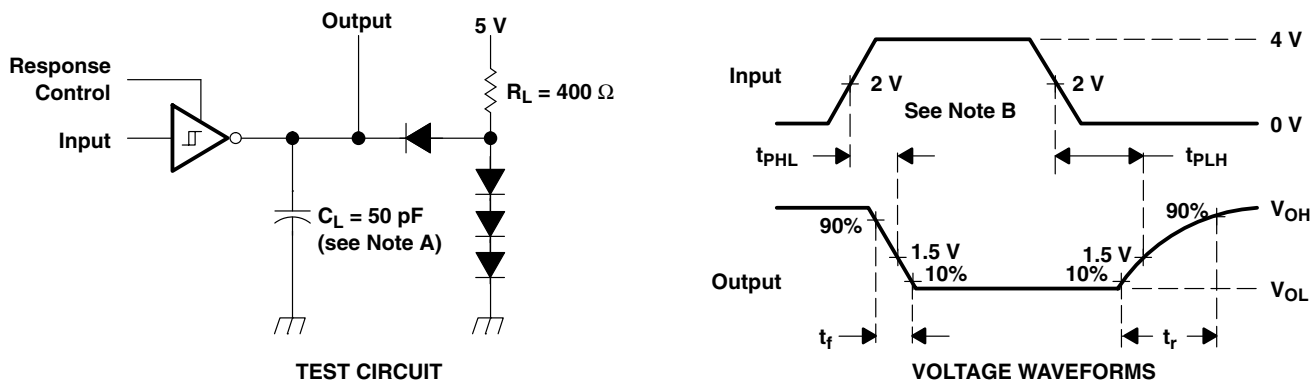 Output
5 V
Response
Control
R_L = 400 Ω
Input
C_L = 50 pF
(see Note A)
TEST CIRCUIT
4 V
Input
2 V
2 V
See Note B
0 V
t_PHL
t_PLH
90%
V_OH
90%
1.5 V
1.5 V
10%
10%
Output
V_OL
t_f
t_r
VOLTAGE WAVEFORMS